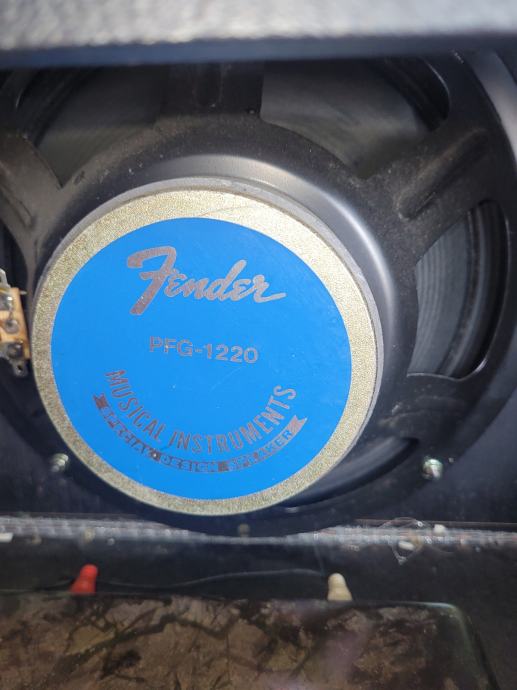 Fender
PFG-1220
MUSICAL INSTRUMENTS
SPECIAL DESIGN SPEAKER